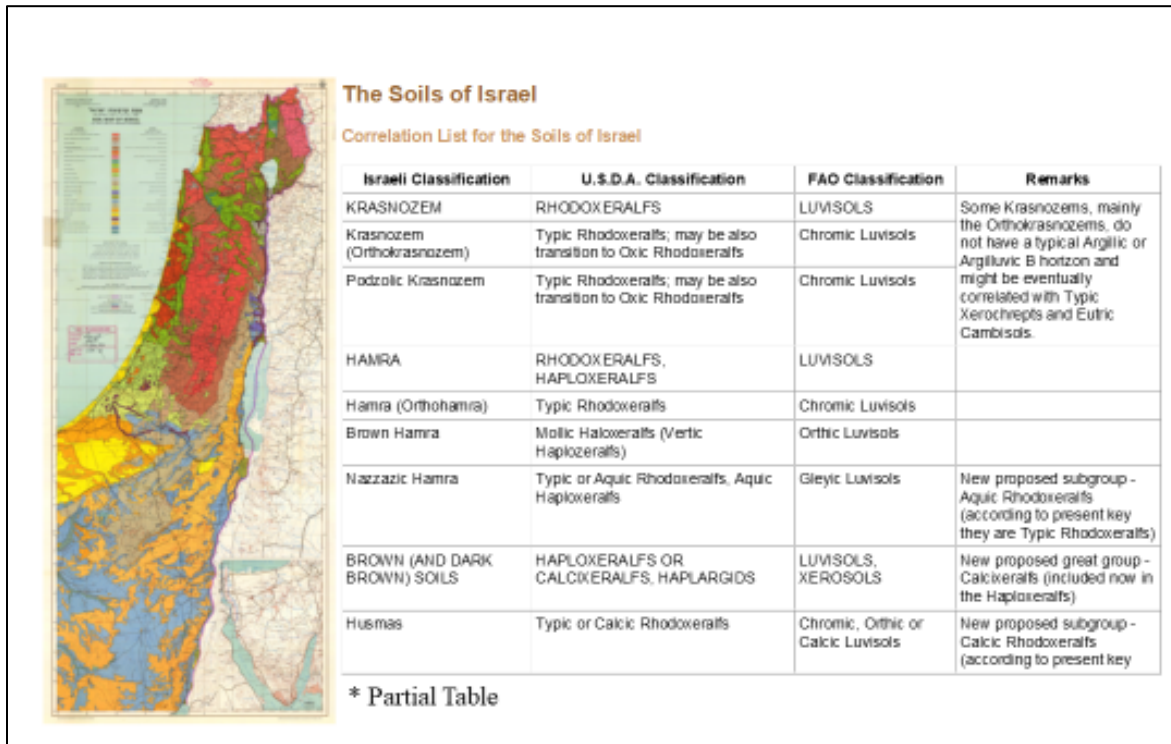 The Soils of Israel
Correlation List for the Soils of Israel
Israeli Classification U.S.D.A. Classification FAO Classification Remarks
KRASNOZEM RHODOXERALFS LUVISOLS Some Krasnozems, mainly
the Orthokrasnozems, do
not have a typical Argillic or
Argilluvic B horizon and
might be eventually
correlated with Typic
Xerochrepts and Eutric
Cambisols.
Krasnozem Typic Rhodoxeralfs; may be also Chromic Luvisols
(Orthokrasnozem) transition to Oxic Rhodoxeralfs
Podzolic Krasnozem Typic Rhodoxeralfs; may be also Chromic Luvisols
transition to Oxic Rhodoxeralfs
HAMRA RHODOXERALFS, LUVISOLS
HAPLOXERALFS
Hamra (Orthohamra) Typic Rhodoxeralfs Chromic Luvisols
Brown Hamra Mollic Haloxeralfs (Vertic Orthic Luvisols
Haplozeralfs)
Nazzazic Hamra Typic or Aquic Rhodoxeralfs, Aquic Gleyic Luvisols New proposed subgroup -
Haploxeralfs Aquic Rhodoxeralfs
(according to present key
they are Typic Rhodoxeralfs)
BROWN (AND DARK HAPLOXERALFS OR LUVISOLS, New proposed great group -
BROWN) SOILS CALCIXERALFS, HAPLARGIDS XEROSOLS Calcixeralfs (included now in
the Haploxeralfs)
Husmas Typic or Calcic Rhodoxeralfs Chromic, Orthic or New proposed subgroup -
Calcic Luvisols Calcic Rhodoxeralfs
(according to present key
* Partial Table